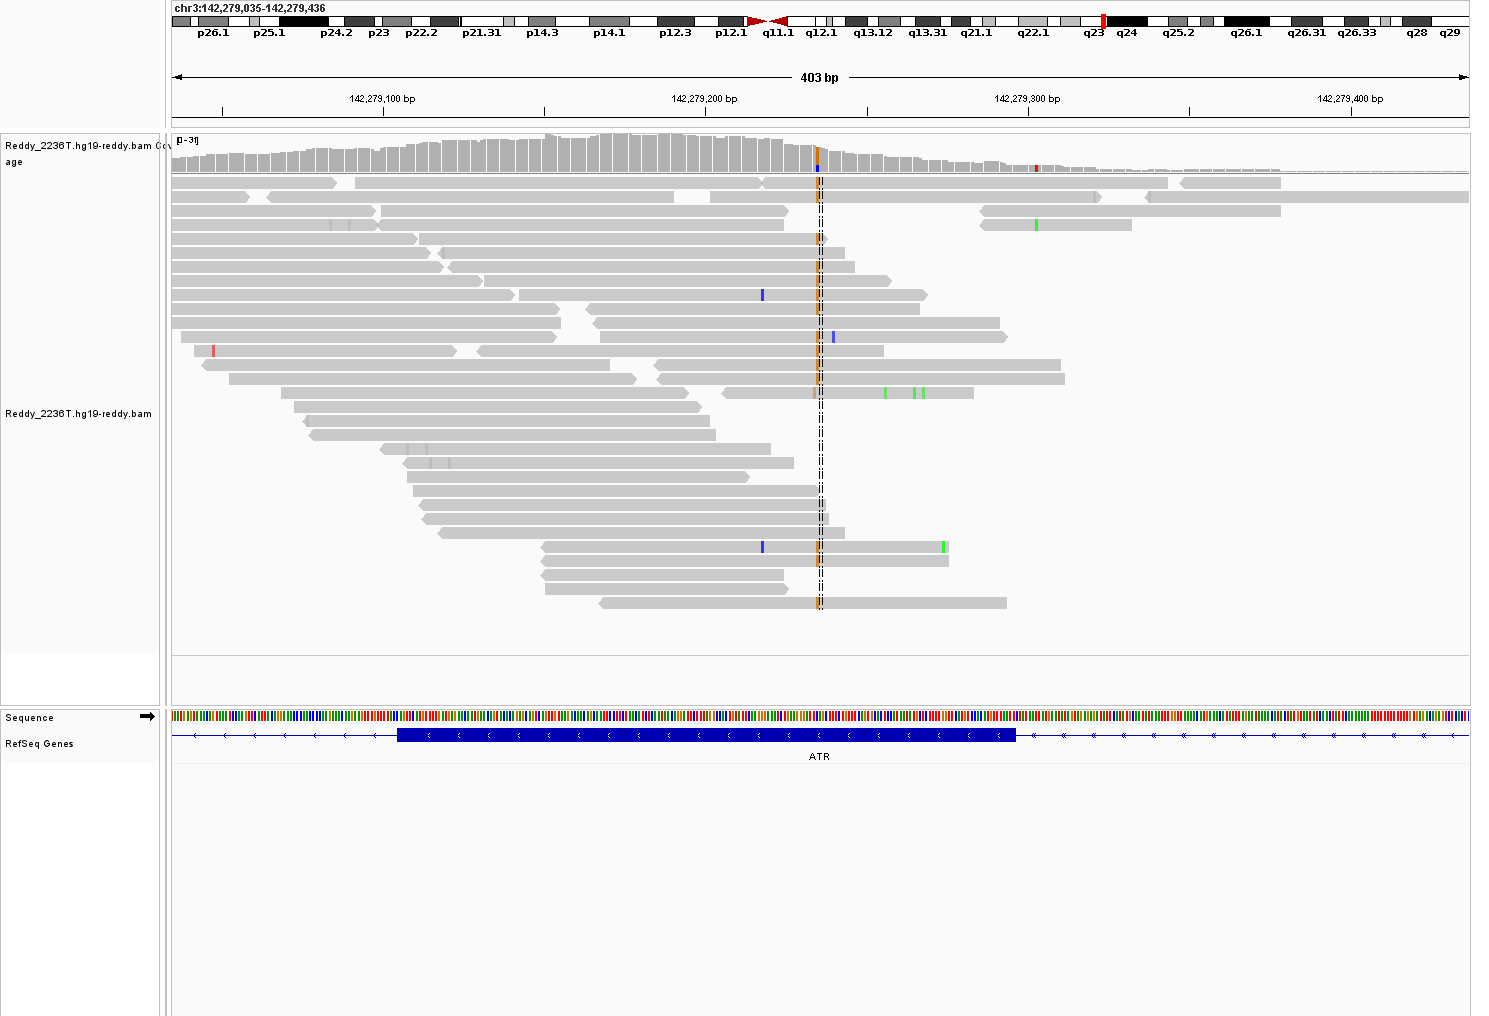 chr3:142,279,035-142,279,436
p26.1 p25.1 p24.2 p23 p22.2 p21.31 p14.3 p14.1 p12.3 p12.1 q11.1 q12.1 q13.12 q13.31 q21.1 q22.1 q23 q24 q25.2 q26.1 q26.31 q26.33 q28 q29
403 bp
142,279,100 bp 142,279,200 bp 142,279,300 bp 142,279,400 bp
[0-31]
Reddy_2236T.hg19-reddy.bam Cov
age
Reddy_2236T.hg19-reddy.bam
Sequence
RefSeq Genes
ATR